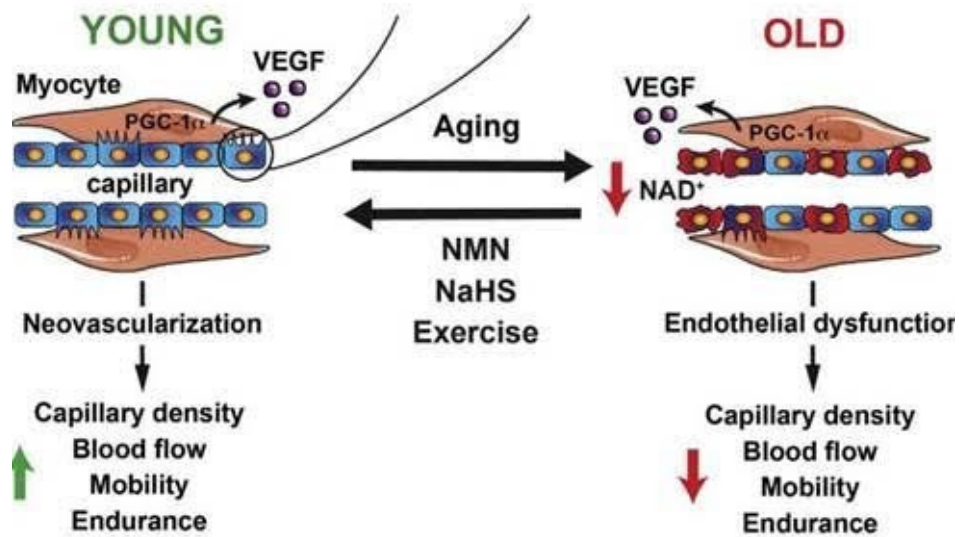 YOUNG
OLD
Myocyte
VEGF
PGC-1α
capillary
Aging
NAD+
NMN
NaHS
Exercise
VEGF
PGC-1α
Neovascularization
Capillary density
Blood flow
Mobility
Endurance
Endothelial dysfunction
Capillary density
Blood flow
Mobility
Endurance